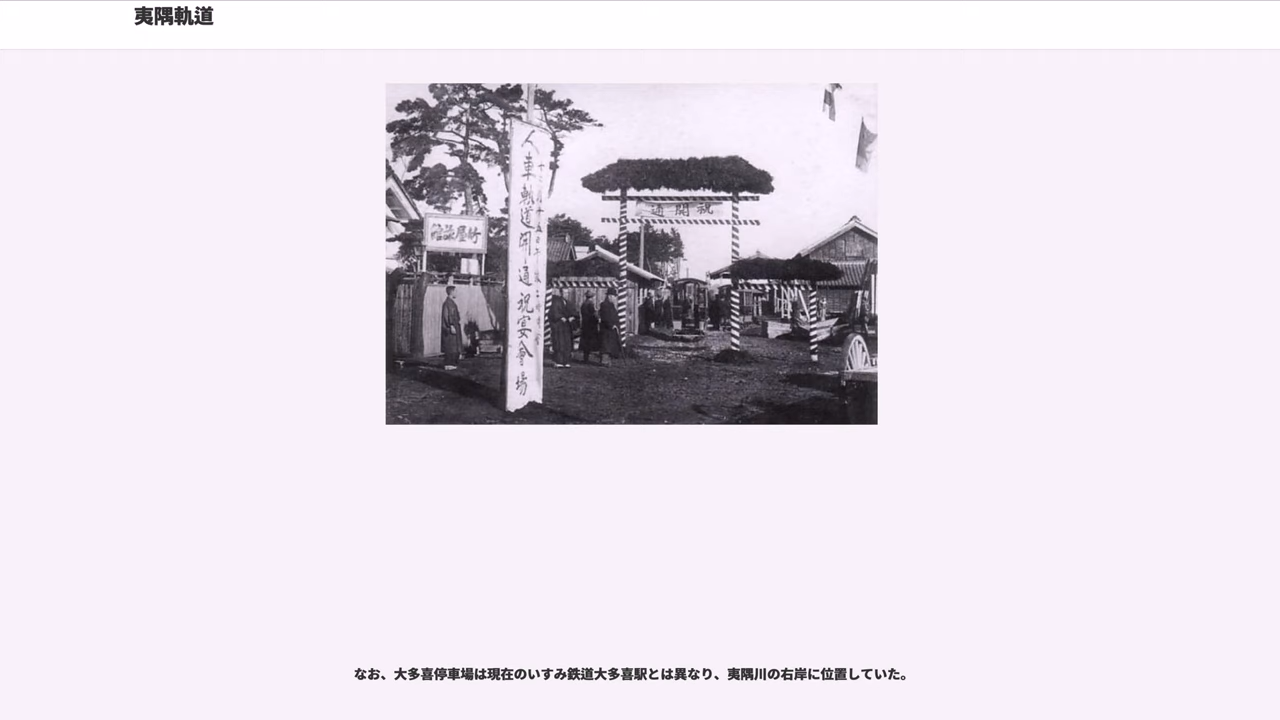 夷隅軌道
人車軌道開通祝宴會場
通開祝
なお、大多喜停車場は現在のいすみ鉄道大多喜駅とは異なり、夷隅川の右岸に位置していた。